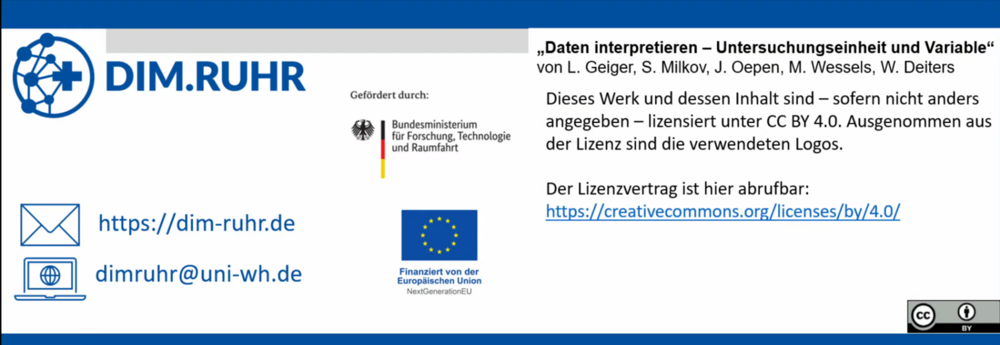 DIM.RUHR
Gefördert durch:
Bundesministerium
für Forschung, Technologie
und Raumfahrt
https://dim-ruhr.de
dimruhr@uni-wh.de
Finanziert von der
Europäischen Union
NextGenerationEU
„Daten interpretieren – Untersuchungseinheit und Variable“
von L. Geiger, S. Milkov, J. Oepen, M. Wessels, W. Deiters
Dieses Werk und dessen Inhalt sind – sofern nicht anders
angegeben – lizensiert unter CC BY 4.0. Ausgenommen aus
der Lizenz sind die verwendeten Logos.
Der Lizenzvertrag ist hier abrufbar:
https://creativecommons.org/licenses/by/4.0/
cc
BY